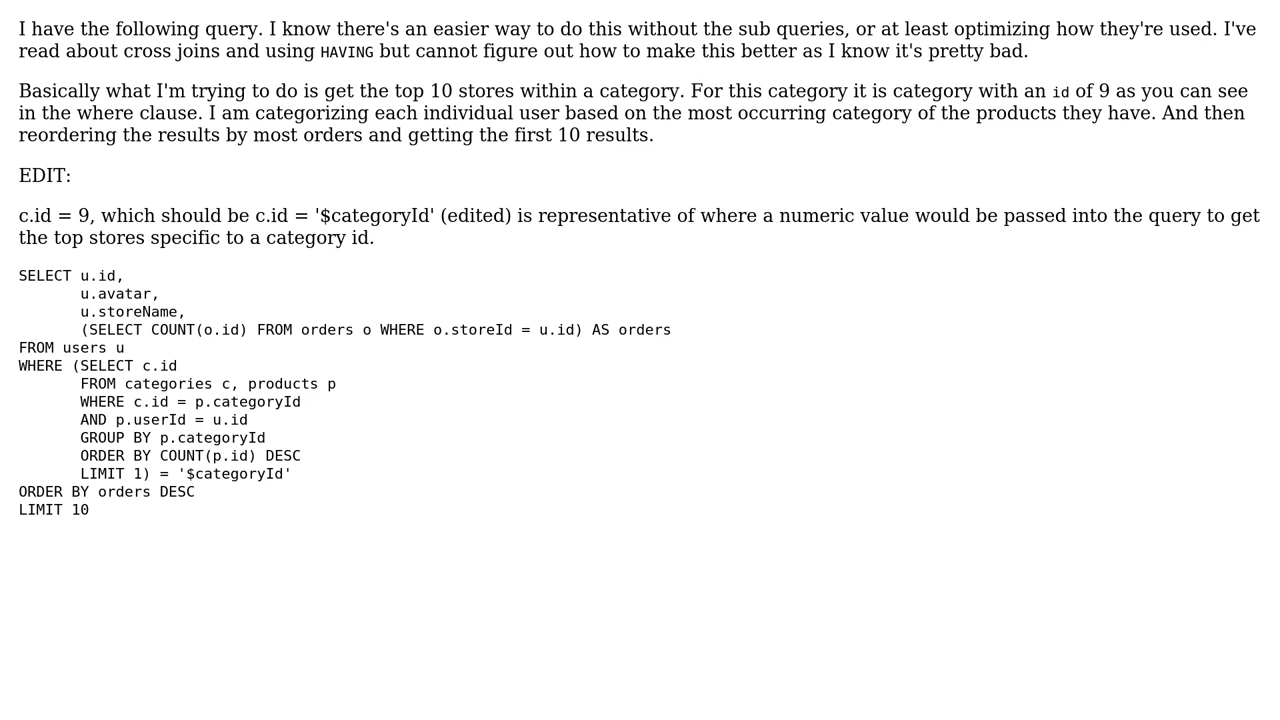 I have the following query. I know there's an easier way to do this without the sub queries, or at least optimizing how they're used. I've
read about cross joins and using HAVING but cannot figure out how to make this better as I know it's pretty bad.
Basically what I'm trying to do is get the top 10 stores within a category. For this category it is category with an id of 9 as you can see
in the where clause. I am categorizing each individual user based on the most occurring category of the products they have. And then
reordering the results by most orders and getting the first 10 results.
EDIT:
c.id = 9, which should be c.id = '$categoryId' (edited) is representative of where a numeric value would be passed into the query to get
the top stores specific to a category id.
SELECT u.id,
       u.avatar,
       u.storeName,
       (SELECT COUNT(o.id) FROM orders o WHERE o.storeId = u.id) AS orders
FROM users u
WHERE (SELECT c.id
       FROM categories c, products p
       WHERE c.id = p.categoryId
       AND p.userId = u.id
       GROUP BY p.categoryId
       ORDER BY COUNT(p.id) DESC
       LIMIT 1) = '$categoryId'
ORDER BY orders DESC
LIMIT 10